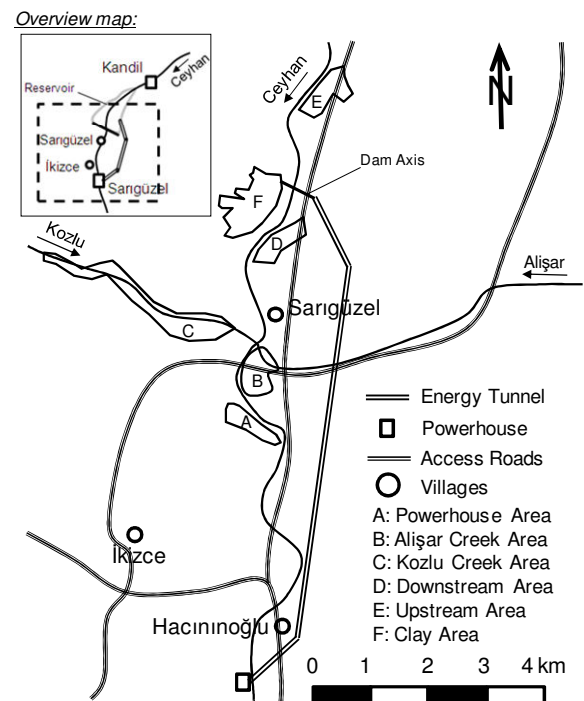 Overview map:
Kandil
Ceyhan
Reservoir
Sarıgüzel
İkizce
Sarıgüzel
Ceyhan
N
E
Dam Axis
F
D
Kozlu
Alişar
Sarıgüzel
C
B
A
Energy Tunnel
Powerhouse
Access Roads
Villages
A: Powerhouse Area
B: Alişar Creek Area
C: Kozlu Creek Area
D: Downstream Area
E: Upstream Area
F: Clay Area
İkizce
Hacınınoğlu
0 1 2 3 4 km